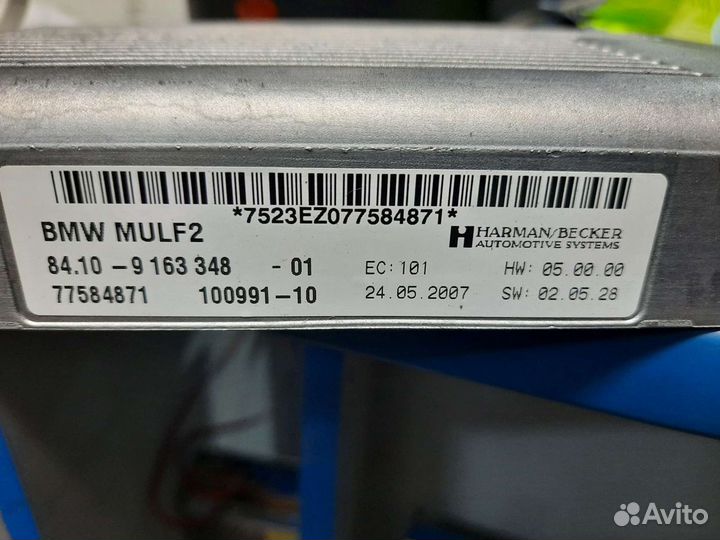 *7523EZ077584871*
BMW MULF2
HARMAN/BECKER
AUTOMOTIVE SYSTEMS
84.10 - 9 163 348 - 01 EC: 101 HW: 05.00.00
77584871 100991-10 24.05.2007 SW: 02.05.28
Avito